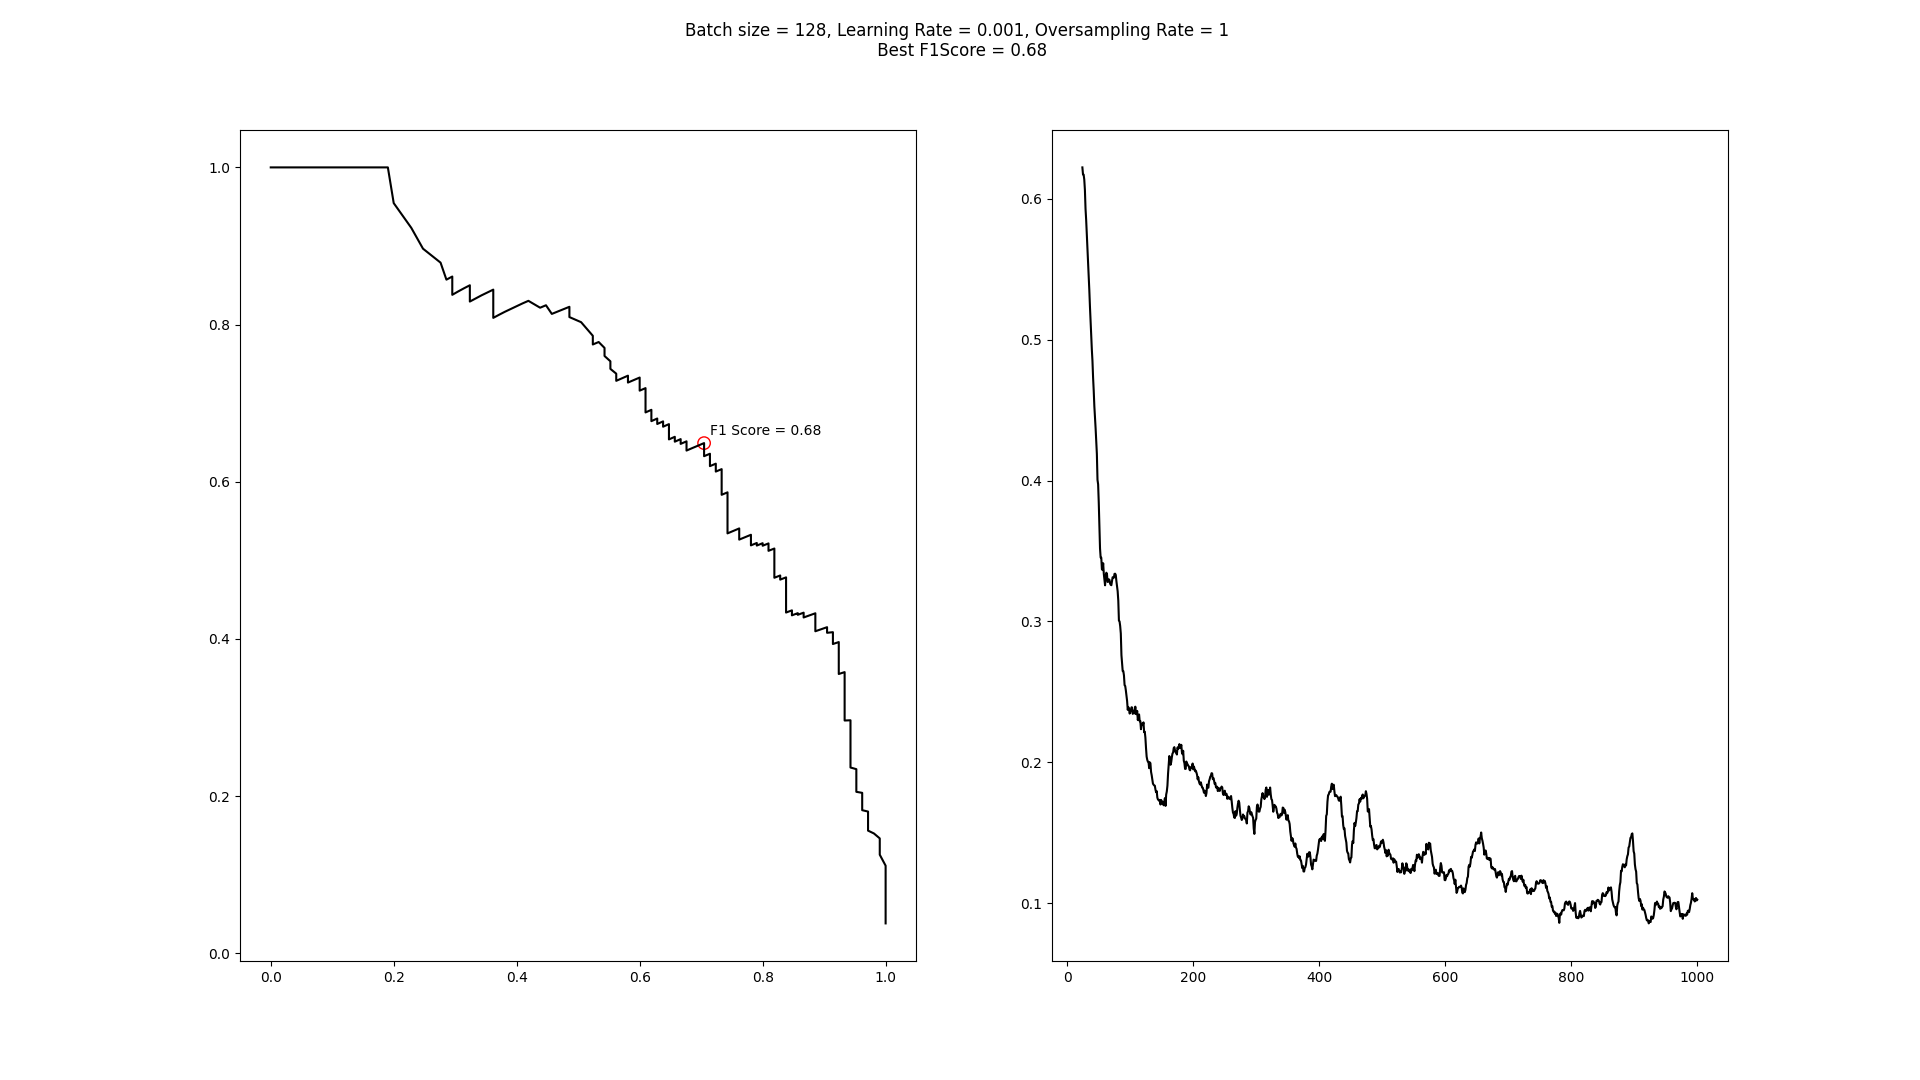 Batch size = 128, Learning Rate = 0.001, Oversampling Rate = 1
Best F1Score = 0.68
1.0
0.8
0.6
0.4
0.2
0.0
0.0 0.2 0.4 0.6 0.8 1.0
F1 Score = 0.68
0.6
0.5
0.4
0.3
0.2
0.1
0 200 400 600 800 1000